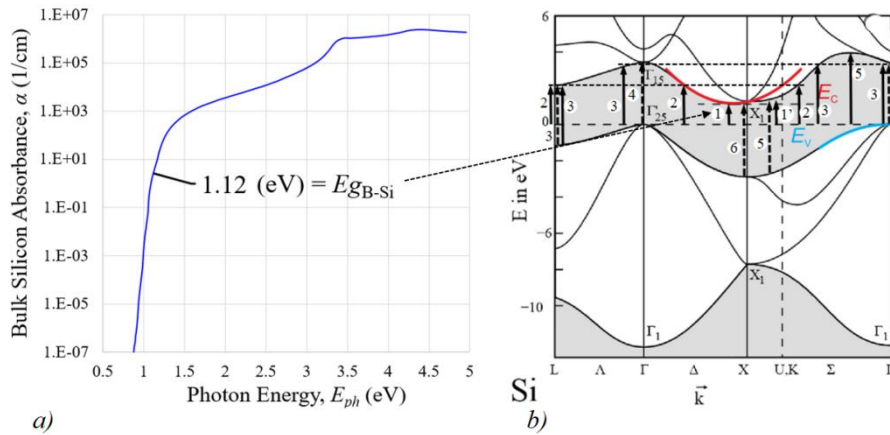 Bulk Silicon Absorbance, α (1/cm)
1.E+07
1.E+05
1.E+03
1.E+01
1.E-01
1.E-03
1.E-05
1.E-07
1.12 (eV) = EgB-Si
0.5 1 1.5 2 2.5 3 3.5 4 4.5 5
Photon Energy, Eph (eV)
a)
E in eV
6
2
0
3
−6
−10
Γ15
Γ25
X1
X1
Γ1
Γ1
EC
EV
3 3 4 2 1 1' 2 3 5 3
6 5
L Λ Γ Δ X U,K Σ
Si
k
b)